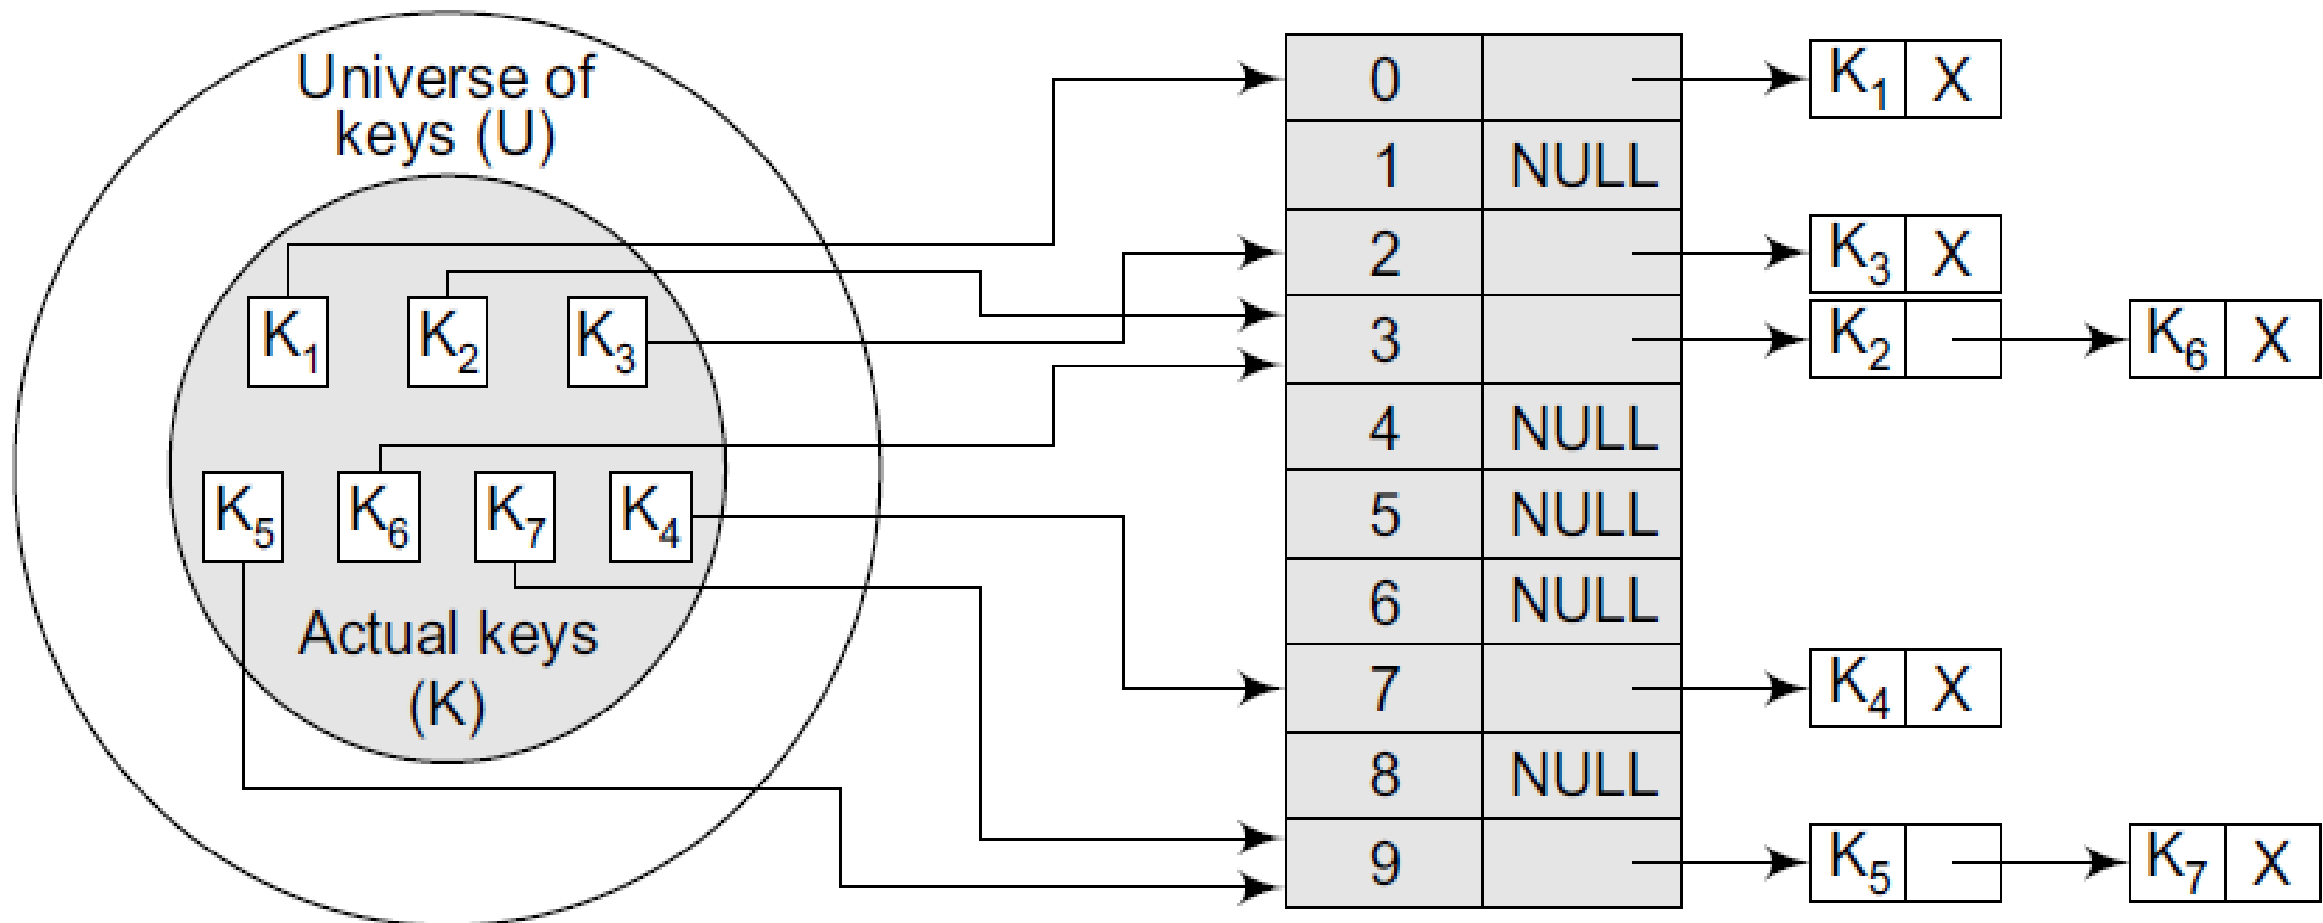 Universe of
keys (U)
K₁ K₂ K₃
K₅ K₆ K₇ K₄
Actual keys
(K)
0 K₁ X
1 NULL
2 K₃ X
3 K₂ K₆ X
4 NULL
5 NULL
6 NULL
7 K₄ X
8 NULL
9 K₅ K₇ X